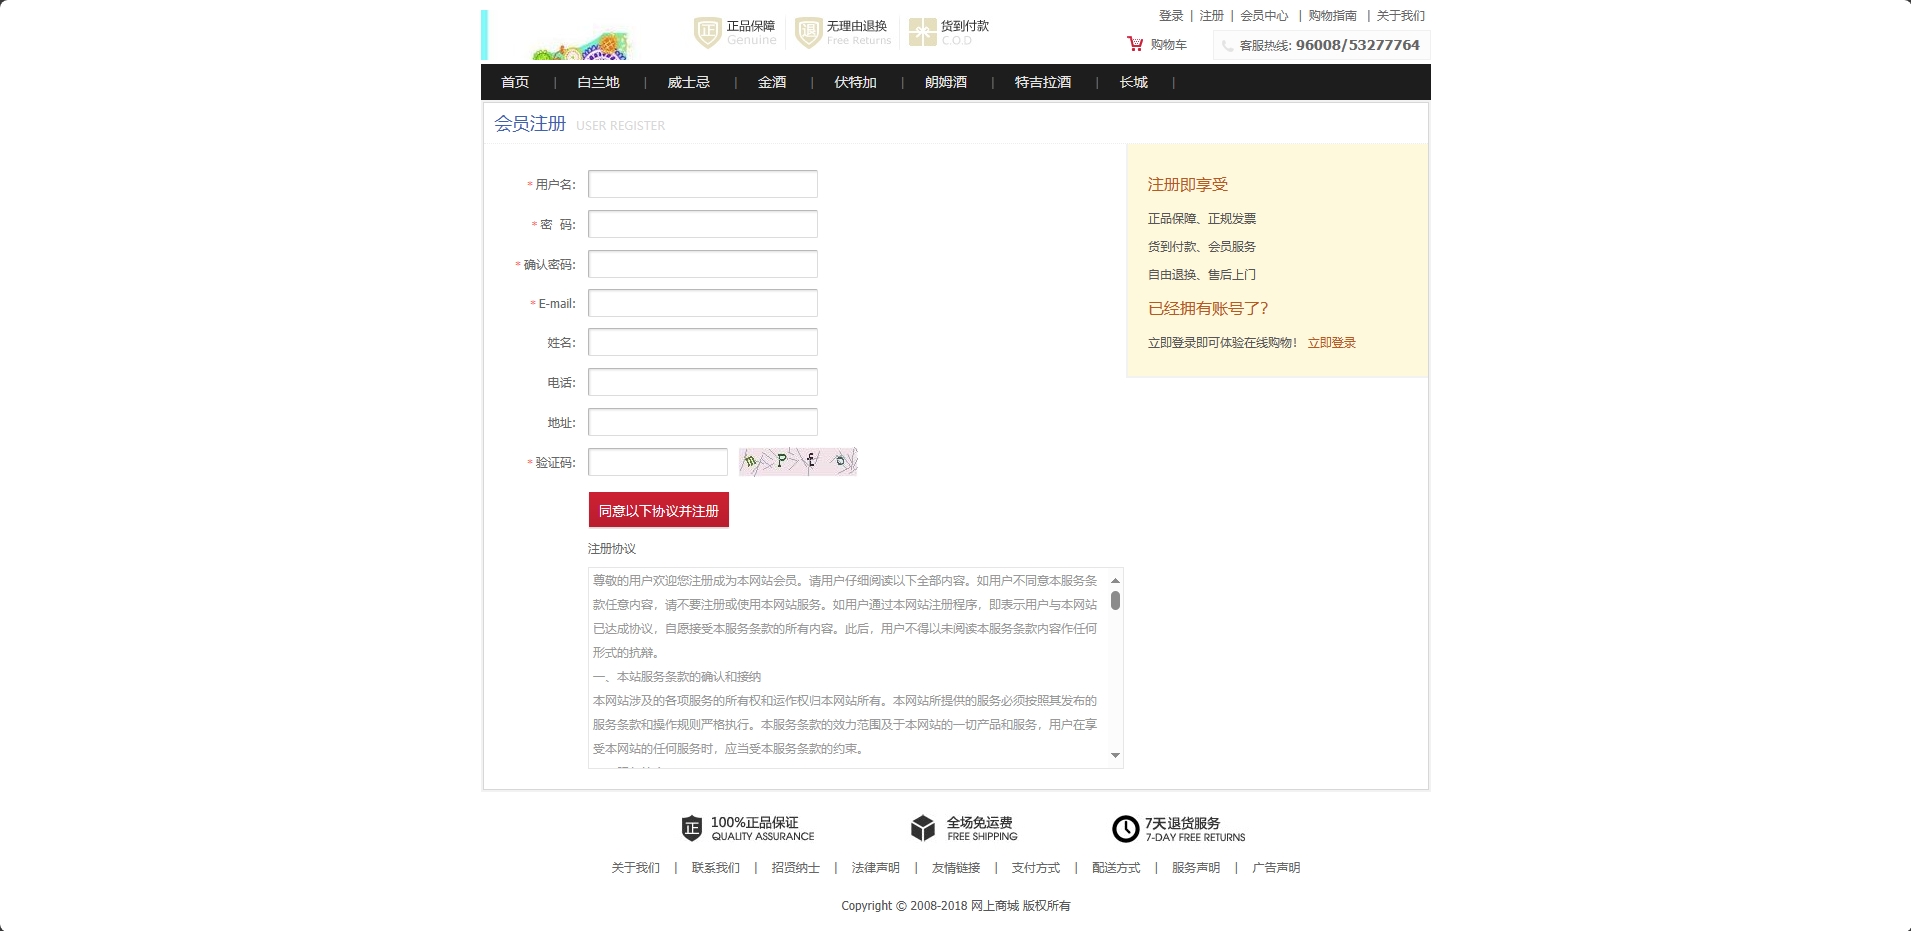 正品保障
Genuine
无理由退换
Free Returns
货到付款
C.O.D
登录 | 注册 | 会员中心 | 购物指南 | 关于我们
购物车
客服热线: 96008/53277764
首页 | 白兰地 | 威士忌 | 金酒 | 伏特加 | 朗姆酒 | 特吉拉酒 | 长城 |
会员注册 USER REGISTER
* 用户名:
* 密 码:
* 确认密码:
* E-mail:
姓名:
电话:
地址:
* 验证码:
m P f o
同意以下协议并注册
注册协议
尊敬的用户欢迎您注册成为本网站会员。请用户仔细阅读以下全部内容。如用户不同意本服务条
款任意内容，请不要注册或使用本网站服务。如用户通过本网站注册程序，即表示用户与本网站
已达成协议，自愿接受本服务条款的所有内容。此后，用户不得以未阅读本服务条款内容作任何
形式的抗辩。
一、本站服务条款的确认和接纳
本网站涉及的各项服务的所有权和运作权归本网站所有。本网站所提供的服务必须按照其发布的
服务条款和操作规则严格执行。本服务条款的效力范围及于本网站的一切产品和服务，用户在享
受本网站的任何服务时，应当受本服务条款的约束。
注册即享受
正品保障、正规发票
货到付款、会员服务
自由退换、售后上门
已经拥有账号了？
立即登录即可体验在线购物！ 立即登录
100%正品保证
QUALITY ASSURANCE
全场免运费
FREE SHIPPING
7天退货服务
7-DAY FREE RETURNS
关于我们 | 联系我们 | 招贤纳士 | 法律声明 | 友情链接 | 支付方式 | 配送方式 | 服务声明 | 广告声明
Copyright © 2008-2018 网上商城 版权所有